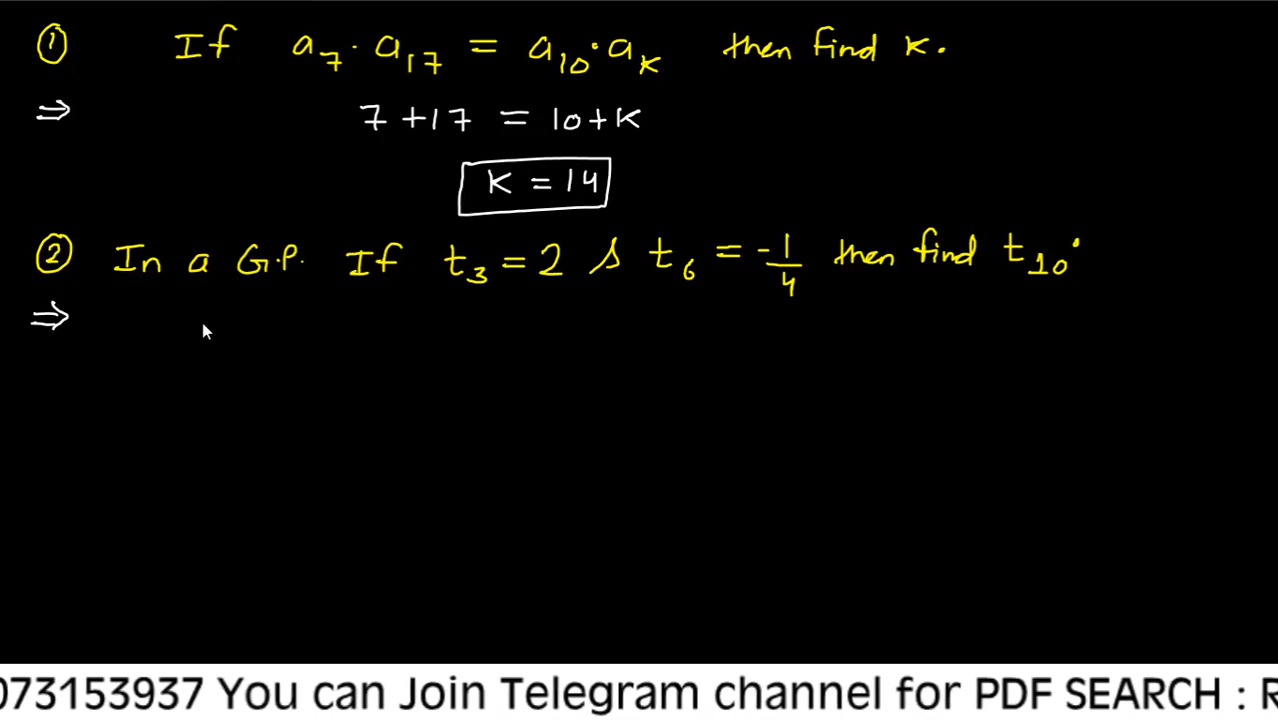 ① If a₇ · a₁₇ = a₁₀ · aₖ then find K.
⇒ 7 + 17 = 10 + K
K = 14
② In a G.P. If t₃ = 2 & t₆ = -1/4 then find t₁₀.
⇒
073153937 You can Join Telegram channel for PDF SEARCH : R